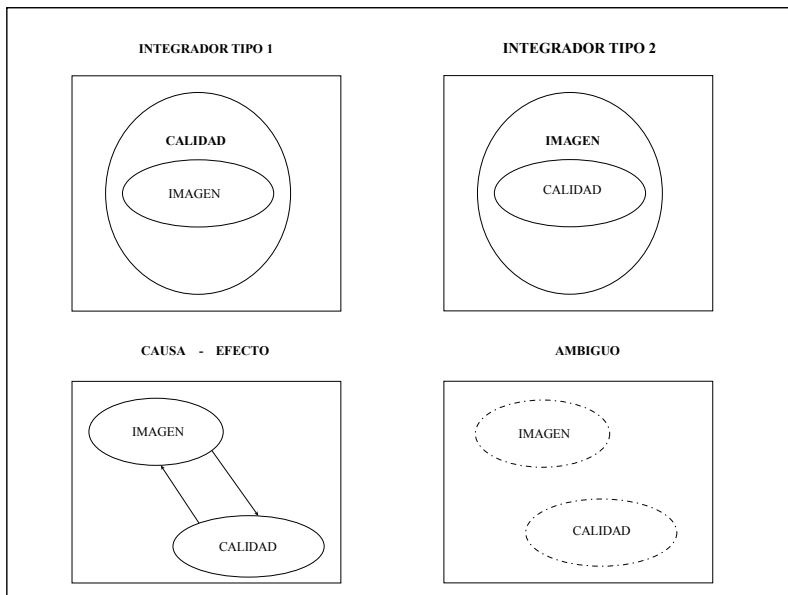 INTEGRADOR TIPO 1
INTEGRADOR TIPO 2
CALIDAD
IMAGEN
IMAGEN
CALIDAD
CAUSA - EFECTO
AMBIGUO
IMAGEN
CALIDAD
IMAGEN
CALIDAD